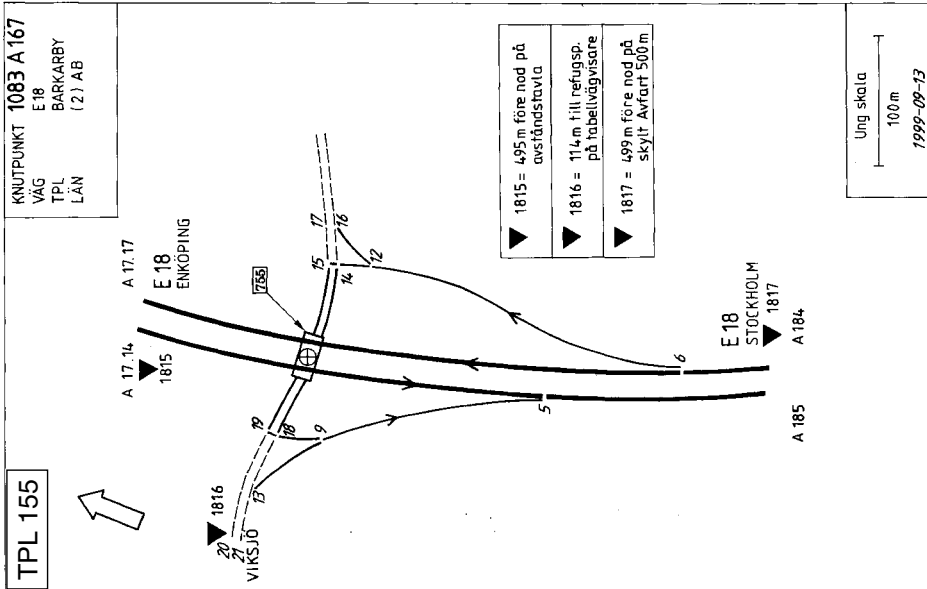 TPL 155
KNUTPUNKT 1083 A167
VÄG E18
TPL BARKARBY
LÄN (2) AB
A 17.14
1815
A 17.17
E 18
ENKÖPING
755
20
21
1816
VIKSJÖ
13
19
18
9
15
14
17
16
12
5
6
E 18
STOCKHOLM
1817
A 184
A 185
1815 = 495 m före nod på
avståndstavla
1816 = 114 m till refugsp.
på tabellvägvisare
1817 = 499 m före nod på
skylt Avfart 500 m
Ung skala
100 m
1999-09-13